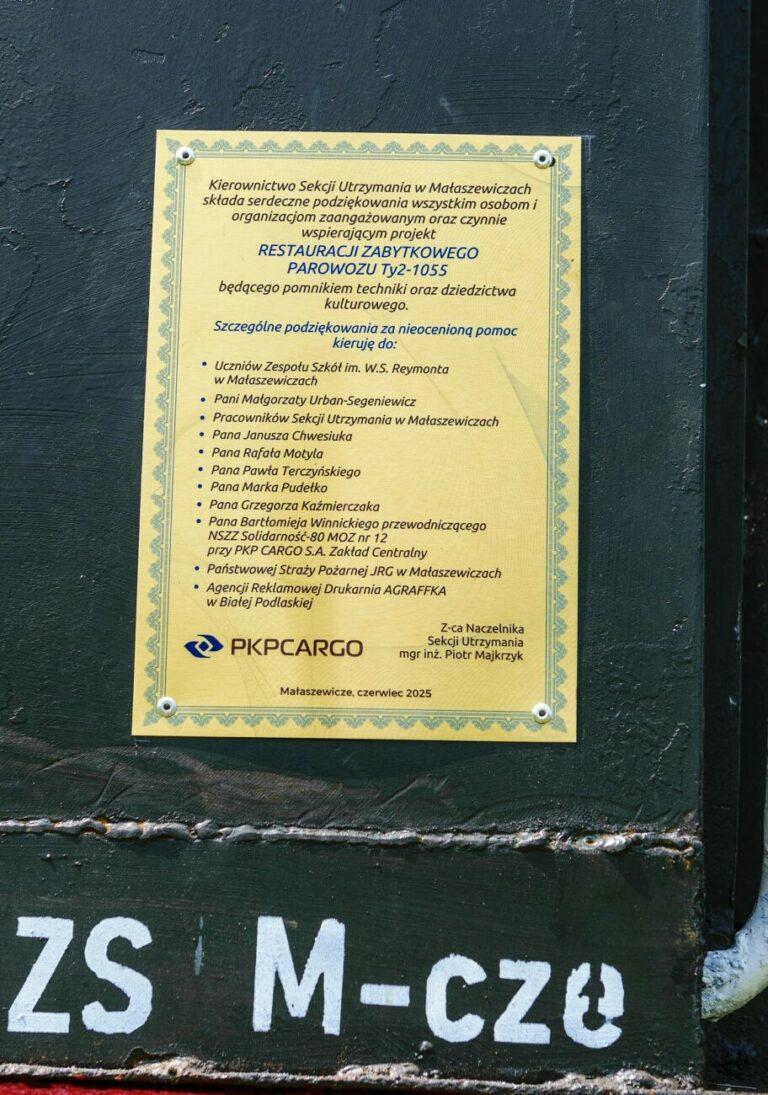 Kierownictwo Sekcji Utrzymania w Małaszewiczach
składa serdeczne podziękowania wszystkim osobom i
organizacjom zaangażowanym oraz czynnie
wspierającym projekt
RESTAURACJI ZABYTKOWEGO
PAROWOZU Ty2-1055
będącego pomnikiem techniki oraz dziedzictwa
kulturowego.
Szczególne podziękowania za nieocenioną pomoc
kieruję do:
• Uczniów Zespołu Szkół im. W.S. Reymonta
w Małaszewiczach
• Pani Małgorzaty Urban-Segeniewicz
• Pracowników Sekcji Utrzymania w Małaszewiczach
• Pana Janusza Chwesiuka
• Pana Rafała Motyla
• Pana Pawła Terczyńskiego
• Pana Marka Pudełko
• Pana Grzegorza Kaźmierczaka
• Pana Bartłomieja Winnickiego przewodniczącego
NSZZ Solidarność-80 MOZ nr 12
przy PKP CARGO S.A. Zakład Centralny
• Państwowej Straży Pożarnej JRG w Małaszewiczach
• Agencji Reklamowej Drukarnia AGRAFFKA
w Białej Podlaskiej
PKPCARGO
Z-ca Naczelnika
Sekcji Utrzymania
mgr inż. Piotr Majkrzyk
Małaszewicze, czerwiec 2025
ZS M-cze